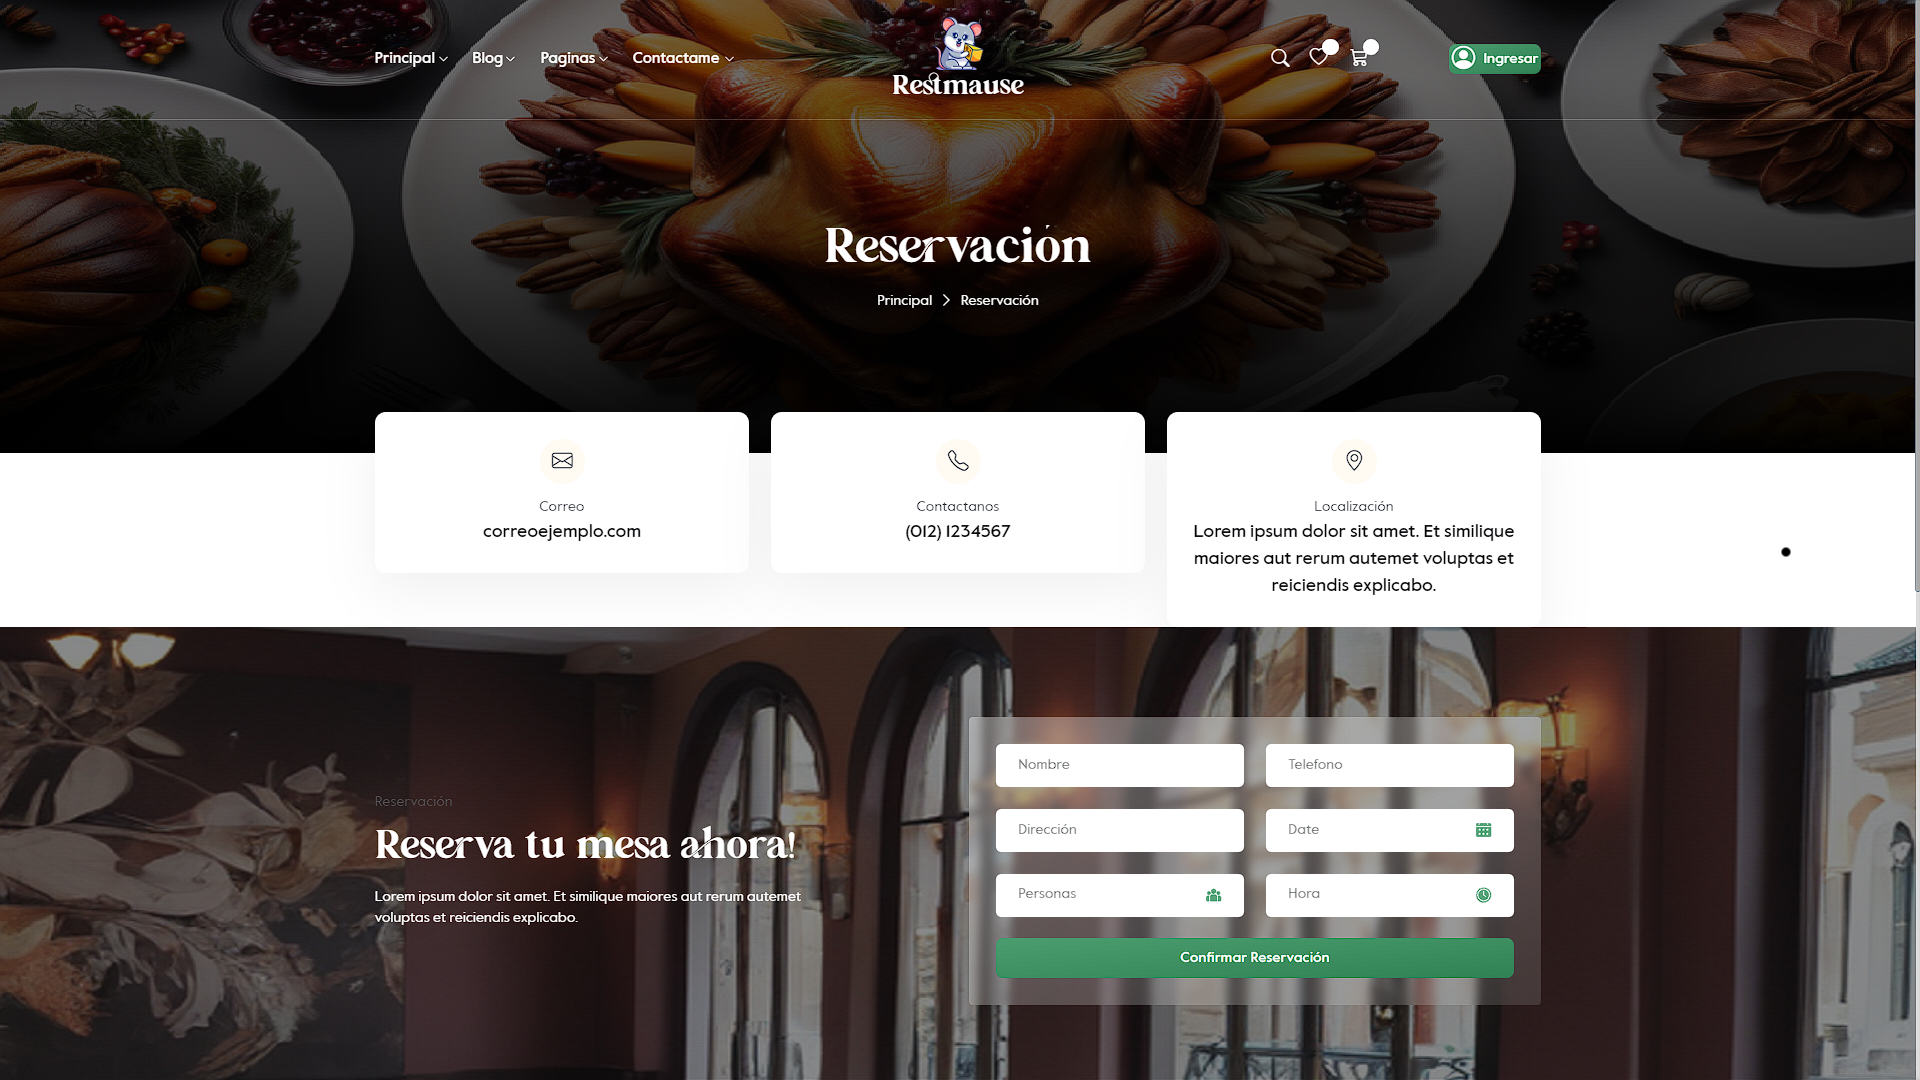 Principal
Blog
Paginas
Contactame
Restmause
Ingresar
Reservación
Principal
Reservación
Correo
correoejemplo.com
Contactanos
(012) 1234567
Localización
Lorem ipsum dolor sit amet. Et similique
maiores aut rerum autemet voluptas et
reiciendis explicabo.
Reservación
Reserva tu mesa ahora!
Lorem ipsum dolor sit amet. Et similique maiores aut rerum autemet
voluptas et reiciendis explicabo.
Nombre
Telefono
Dirección
Date
Personas
Hora
Confirmar Reservación